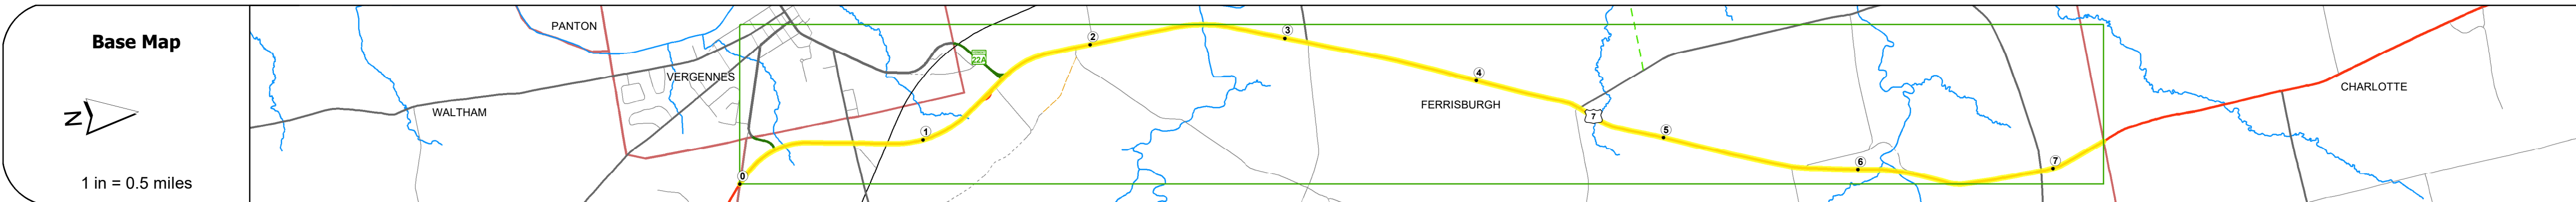 Base Map
N
1 in = 0.5 miles
PANTON
WALTHAM
VERGENNES
22A
FERRISBURGH
7
CHARLOTTE
0
1
2
3
4
5
6
7